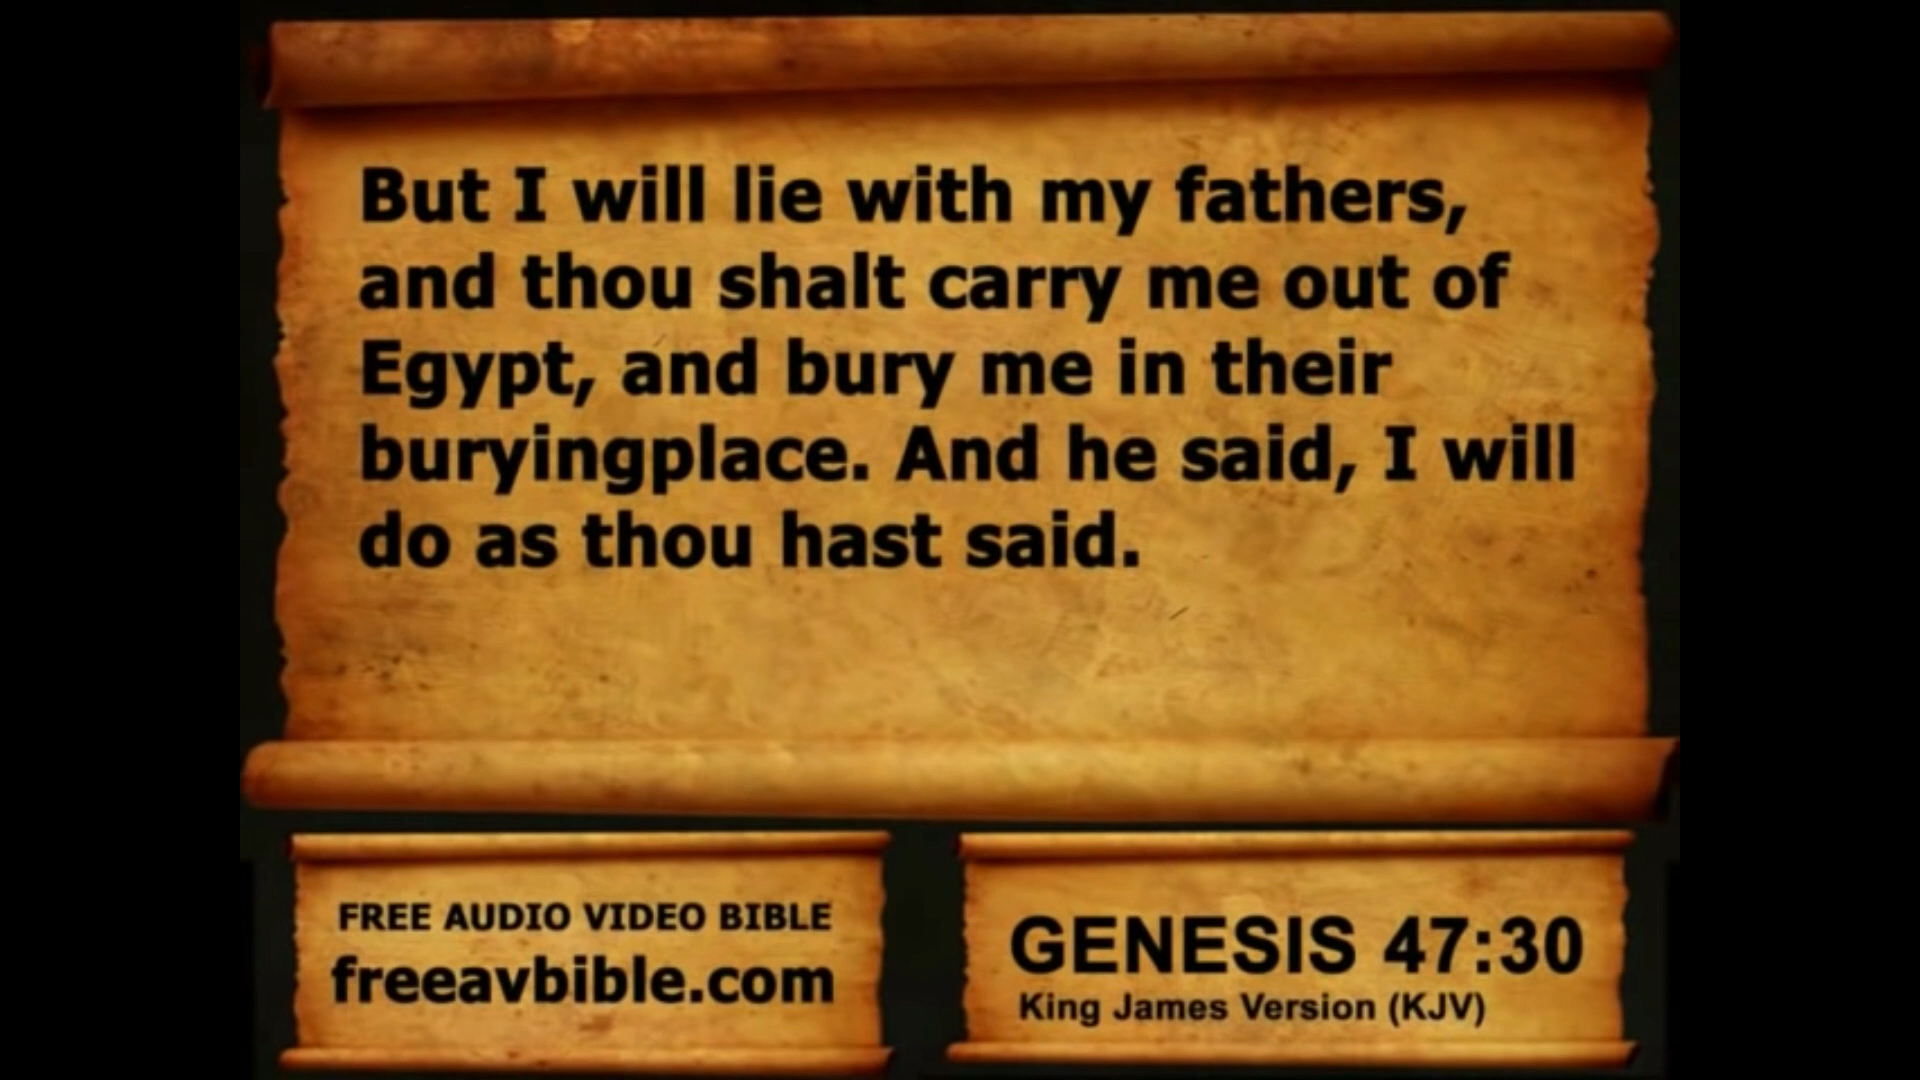 But I will lie with my fathers,
and thou shalt carry me out of
Egypt, and bury me in their
buryingplace. And he said, I will
do as thou hast said.
FREE AUDIO VIDEO BIBLE
freeavbible.com
GENESIS 47:30
King James Version (KJV)